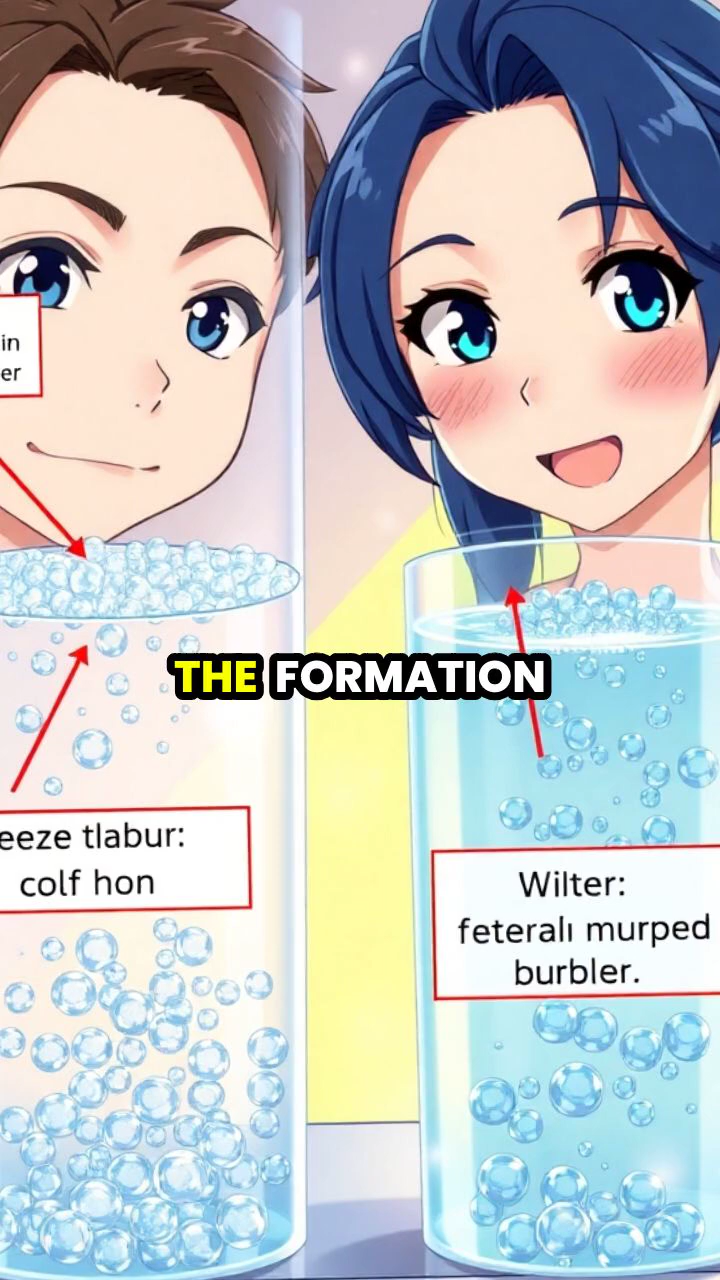 in
er
THE FORMATION
eeze tlabur:
colf hon
Wilter:
feteralı murped
burbler.